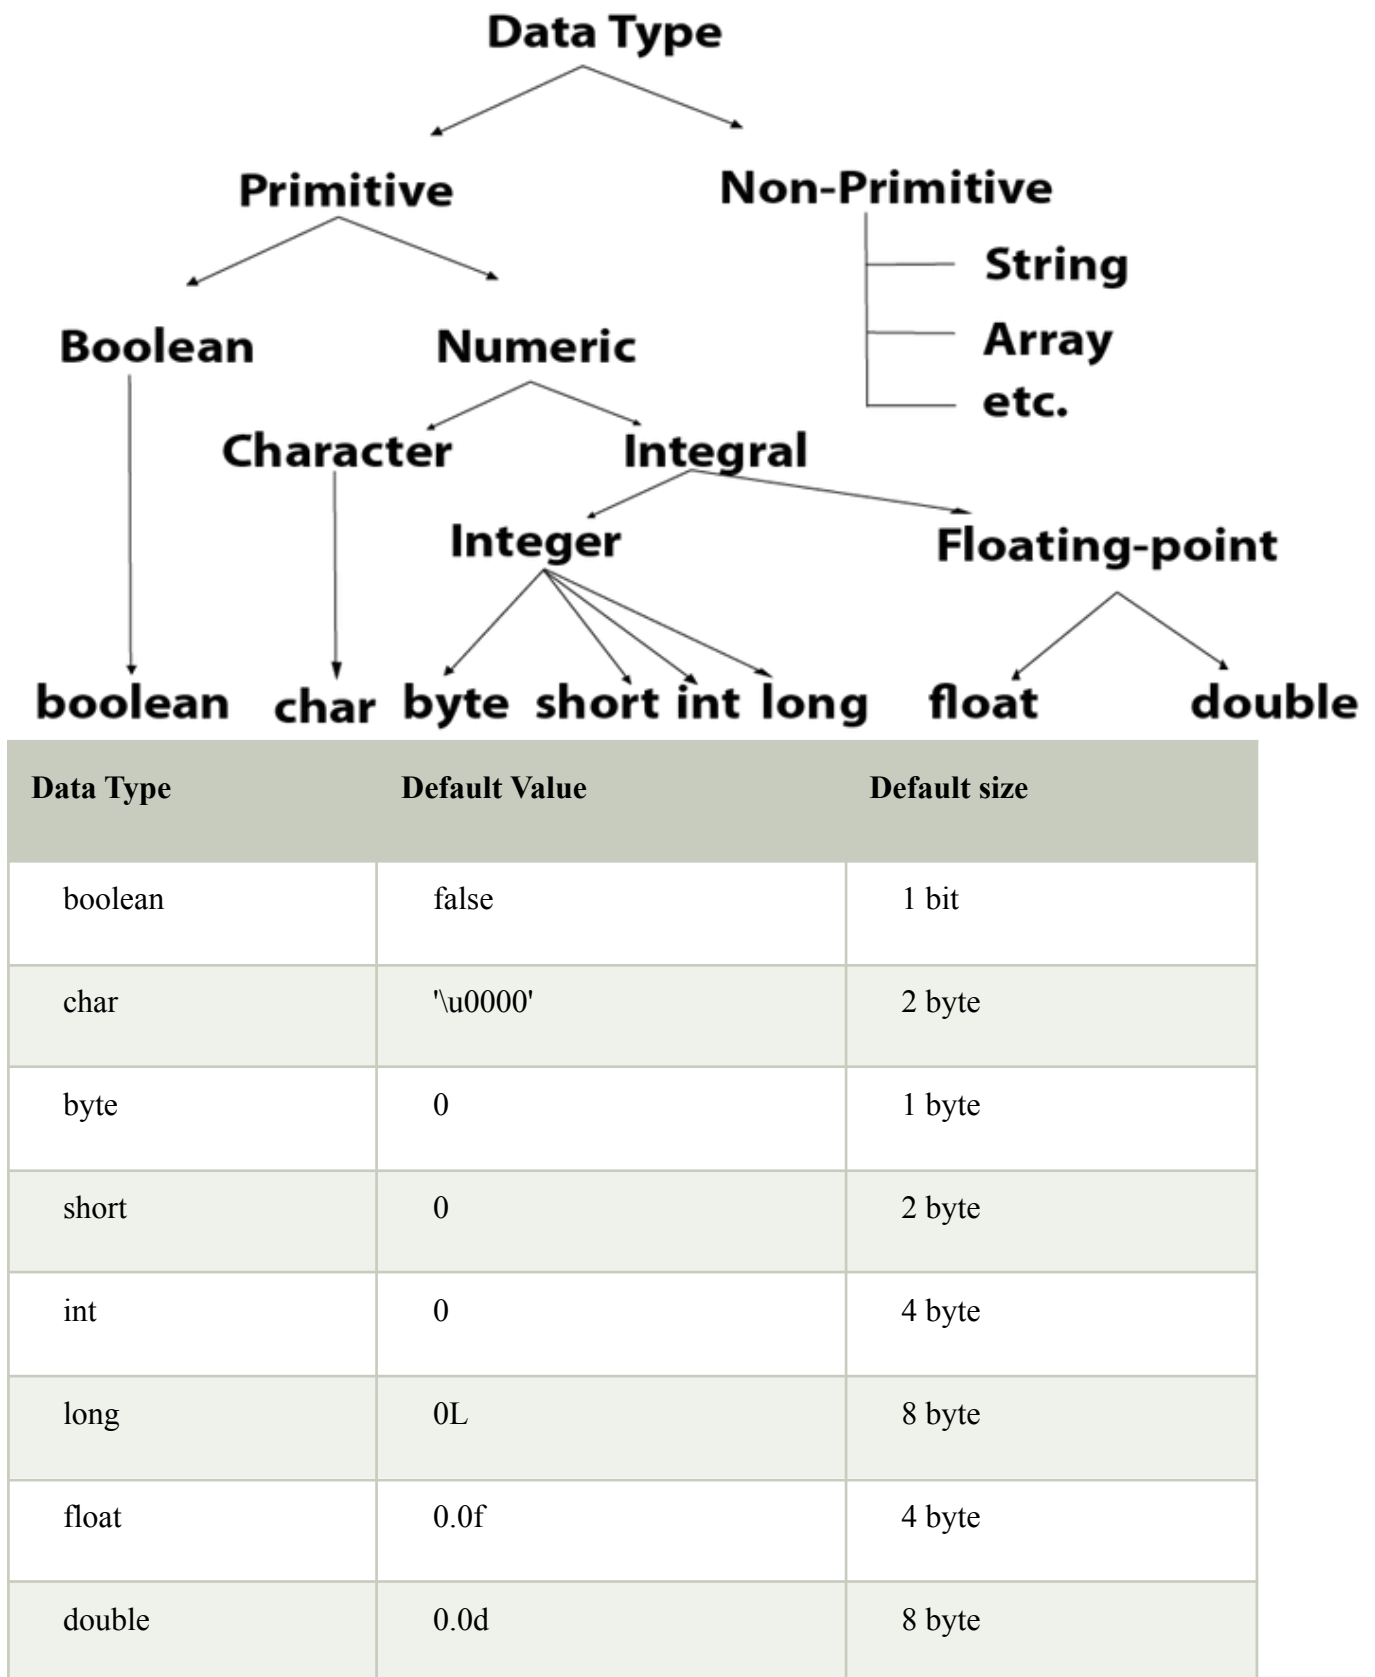 Data Type
Primitive Non-Primitive
String
Boolean Numeric Array
etc.
Character Integral
Integer Floating-point
boolean char byte short int long float double
Data Type Default Value Default size
boolean false 1 bit
char '\u0000' 2 byte
byte 0 1 byte
short 0 2 byte
int 0 4 byte
long 0L 8 byte
float 0.0f 4 byte
double 0.0d 8 byte